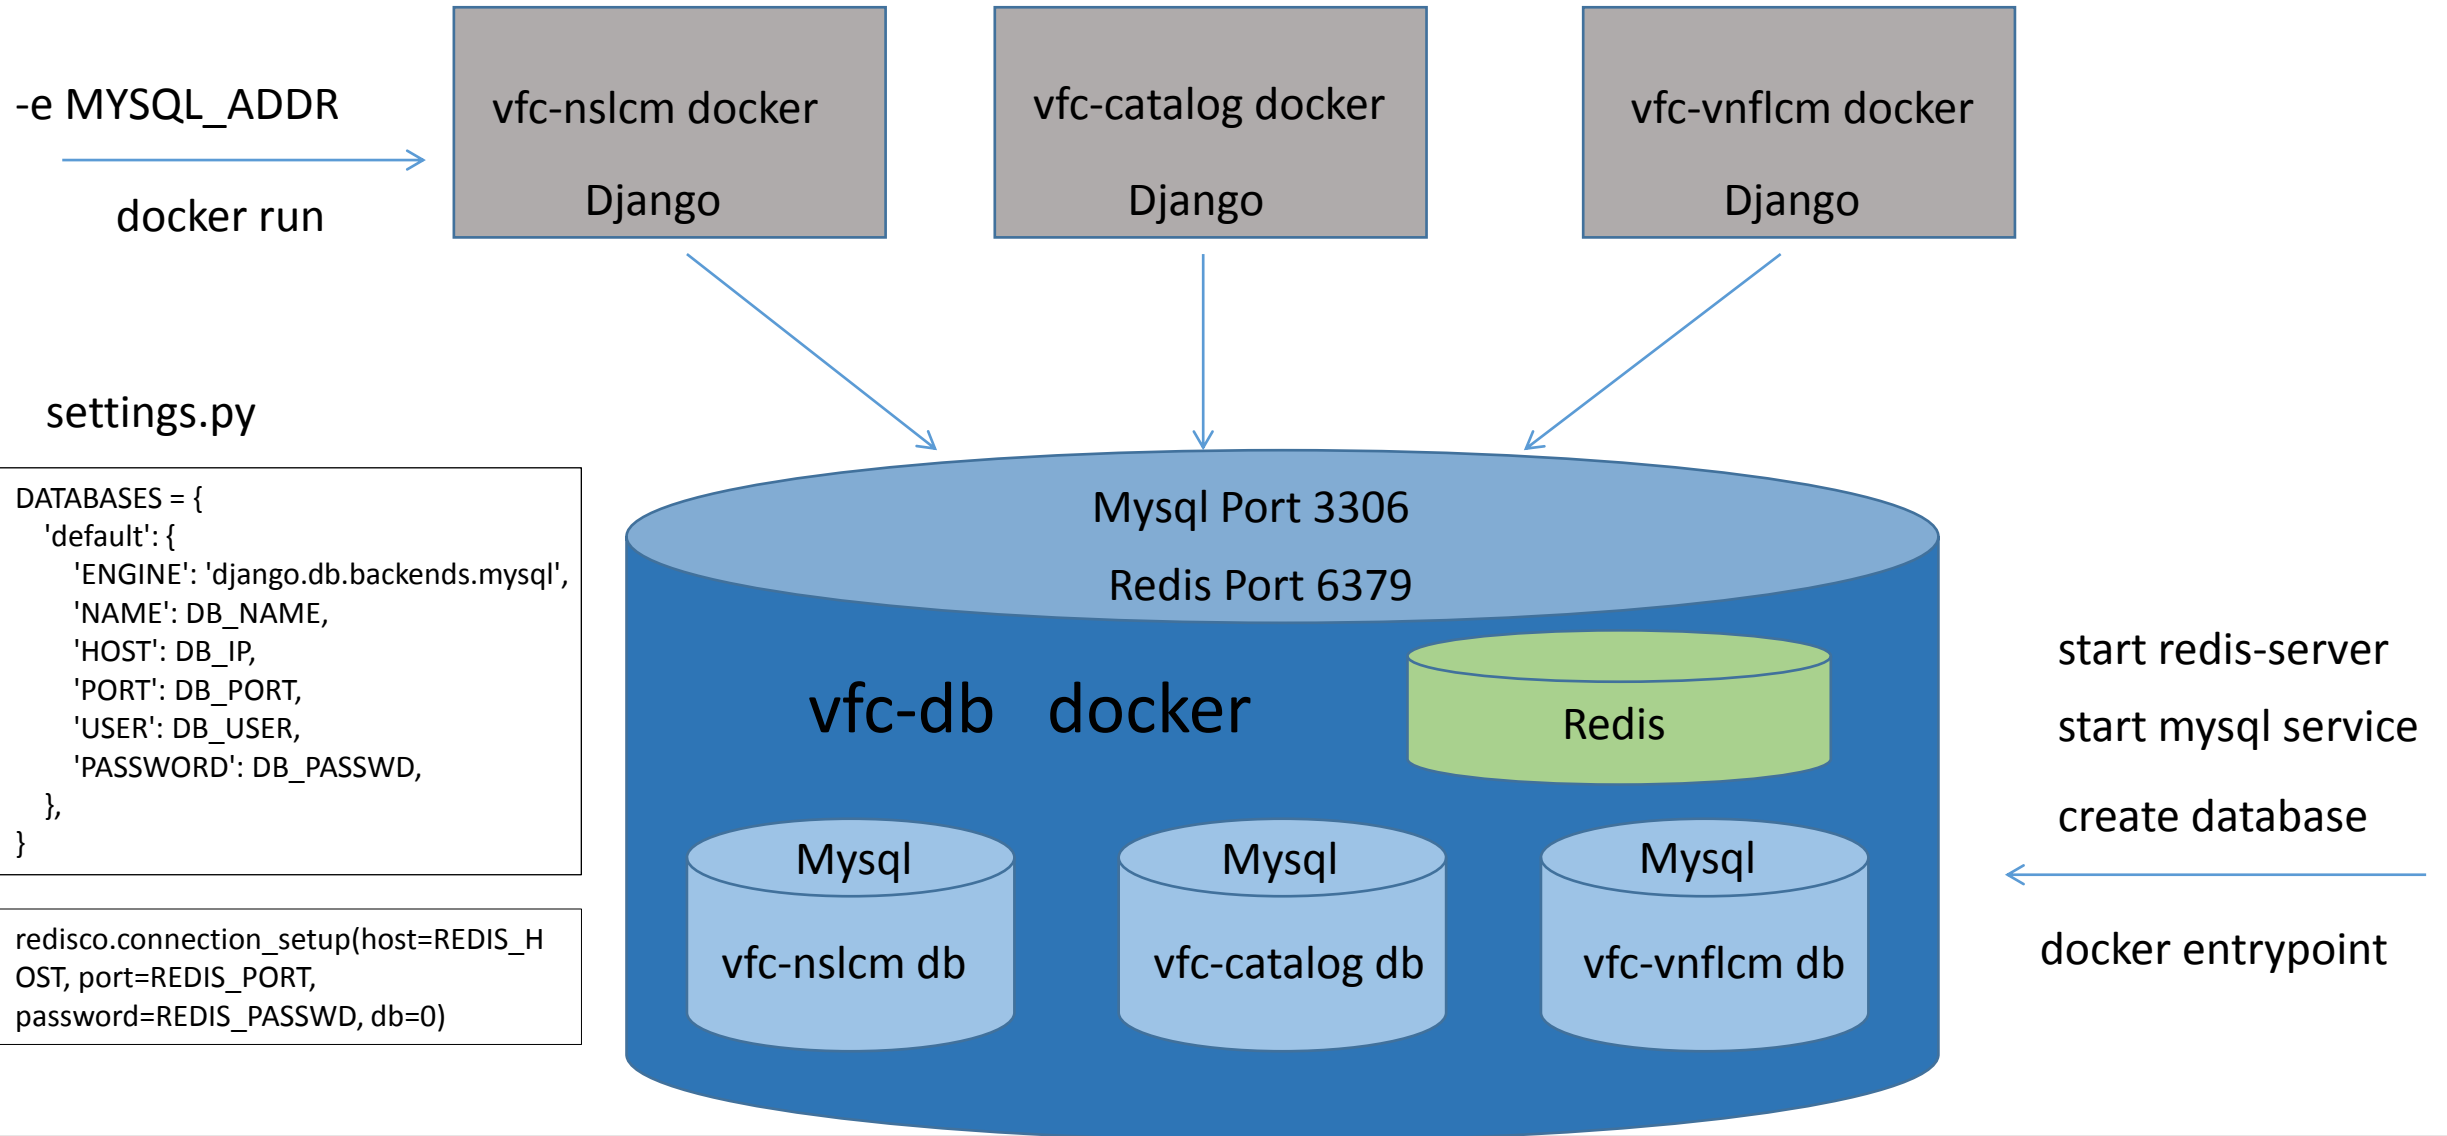 -e MYSQL_ADDR
docker run
vfc-nslcm docker
Django
vfc-catalog docker
Django
vfc-vnflcm docker
Django
settings.py
DATABASES = {
'default': {
'ENGINE': 'django.db.backends.mysql',
'NAME': DB_NAME,
'HOST': DB_IP,
'PORT': DB_PORT,
'USER': DB_USER,
'PASSWORD': DB_PASSWD,
},
}
redisco.connection_setup(host=REDIS_H
OST, port=REDIS_PORT,
password=REDIS_PASSWD, db=0)
Mysql Port 3306
Redis Port 6379
vfc-db docker
Redis
Mysql
vfc-nslcm db
Mysql
vfc-catalog db
Mysql
vfc-vnflcm db
start redis-server
start mysql service
create database
docker entrypoint